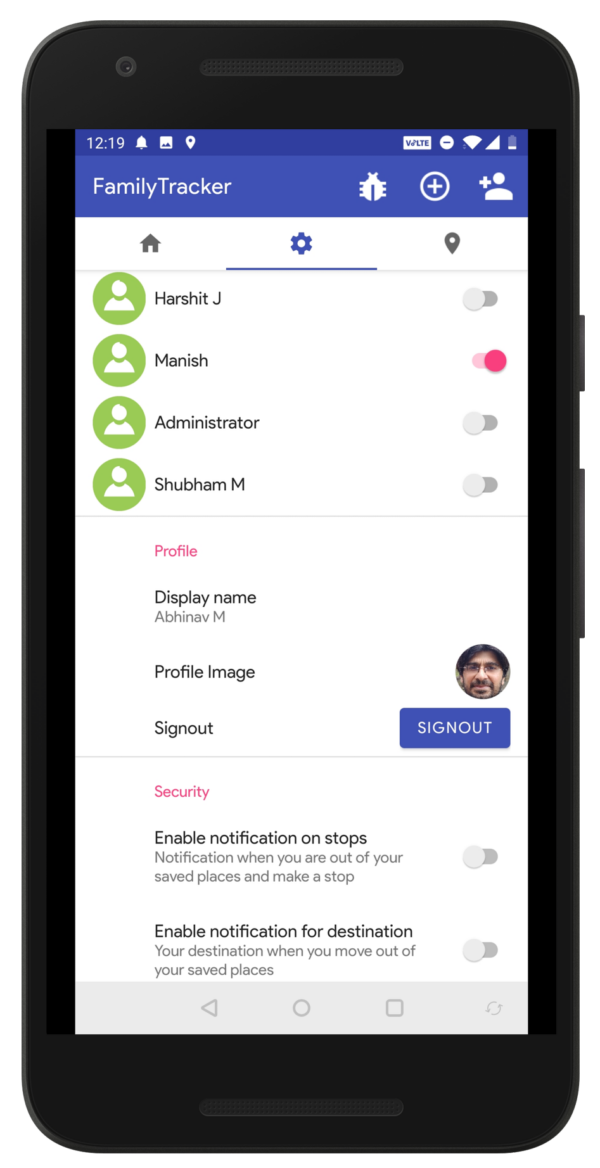 12:19
VoLTE
FamilyTracker
Harshit J
Manish
Administrator
Shubham M
Profile
Display name
Abhinav M
Profile Image
Signout
SIGNOUT
Security
Enable notification on stops
Notification when you are out of your
saved places and make a stop
Enable notification for destination
Your destination when you move out of
your saved places